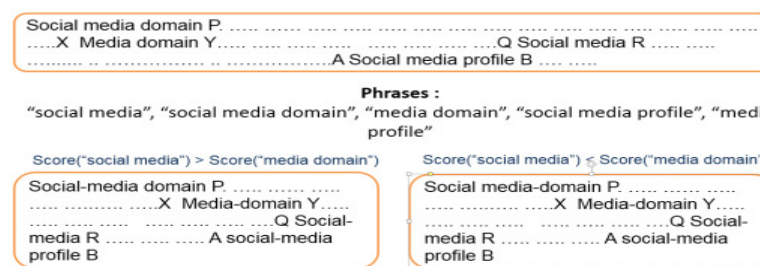 Social media domain P. ..... ...... ..... ..... ..... ..... ..... ..... ..... ..... ..... ..... .....
.....X  Media domain Y..... ..... .....  ..... ..... .....Q Social media R ..... .....
.......... .. ................ .. ..................A Social media profile B .... .....
Phrases :
“social media”, “social media domain”, “media domain”, “social media profile”, “medi
profile”
Score(“social media”) > Score(“media domain”)
Score(“social media”) < Score(“media domain”
Social-media domain P. ..... ...... .....
..... ..... .....X  Media-domain Y.....
..... ..... .....  ..... ..... .....Q Social-
media R ..... ..... ..... A social-media
profile B
Social media-domain P. ..... ...... .....
..... ..... .....X  Media-domain Y.....
..... ..... .....  ..... ..... .....Q Social-
media R ..... ..... ..... A social-media
profile B